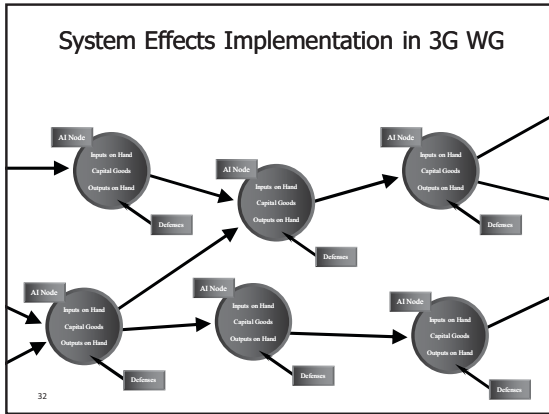 System Effects Implementation in 3G WG
AI Node
Inputs on Hand
Capital Goods
Outputs on Hand
Defenses
AI Node
Inputs on Hand
Capital Goods
Outputs on Hand
Defenses
AI Node
Inputs on Hand
Capital Goods
Outputs on Hand
Defenses
AI Node
Inputs on Hand
Capital Goods
Outputs on Hand
Defenses
AI Node
Inputs on Hand
Capital Goods
Outputs on Hand
Defenses
AI Node
Inputs on Hand
Capital Goods
Outputs on Hand
Defenses
32